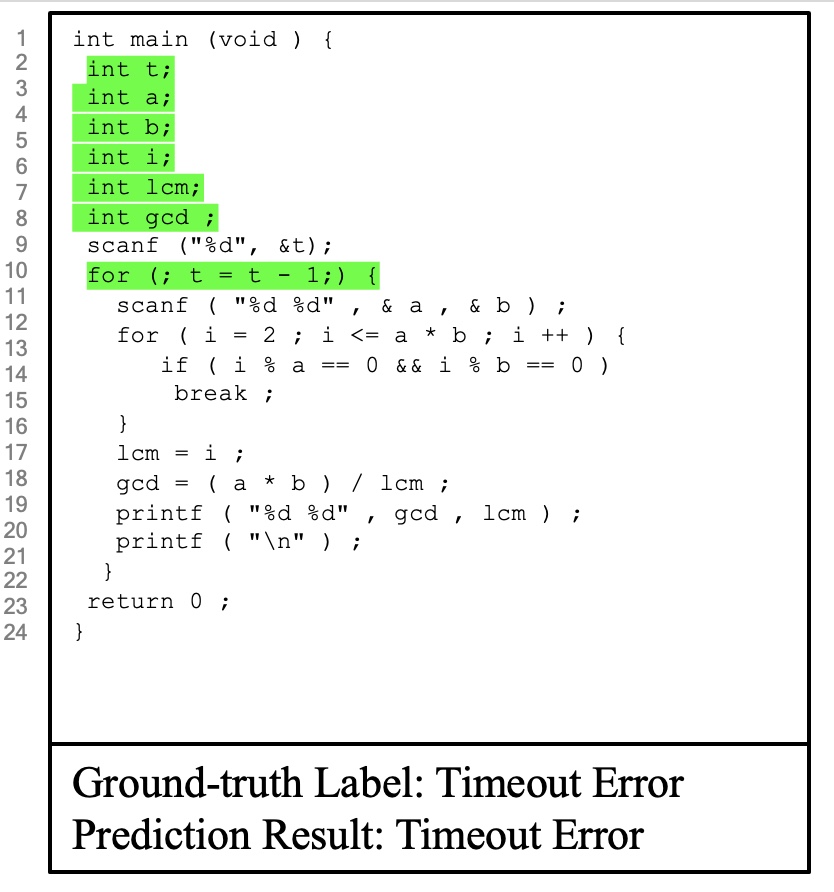 1 int main (void ) {
2 int t;
3 int a;
4 int b;
5 int i;
6 int lcm;
7 int gcd ;
8 scanf ("%d", &t);
9 for (; t = t - 1;) {
10 scanf ( "%d %d" , & a , & b ) ;
11 for ( i = 2 ; i <= a * b ; i ++ ) {
12 if ( i % a == 0 && i % b == 0 )
13 break ;
14 }
15 lcm = i ;
16 gcd = ( a * b ) / lcm ;
17 printf ( "%d %d" , gcd , lcm ) ;
18 printf ( "\n" ) ;
19 }
20 return 0 ;
21 }
22
23
24
Ground-truth Label: Timeout Error
Prediction Result: Timeout Error